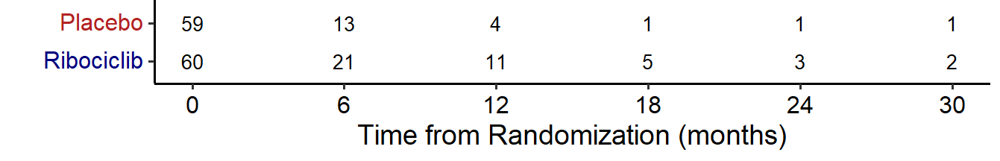 Placebo 59 13 4 1 1 1
Ribociclib 60 21 11 5 3 2
0 6 12 18 24 30
Time from Randomization (months)